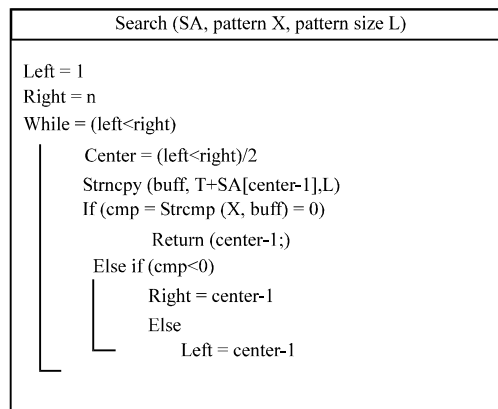 Search (SA, pattern X, pattern size L)
Left = 1
Right = n
While = (left<right)
Center = (left<right)/2
Strncpy (buff, T+SA[center-1],L)
If (cmp = Strcmp (X, buff) = 0)
Return (center-1;)
Else if (cmp<0)
Right = center-1
Else
Left = center-1